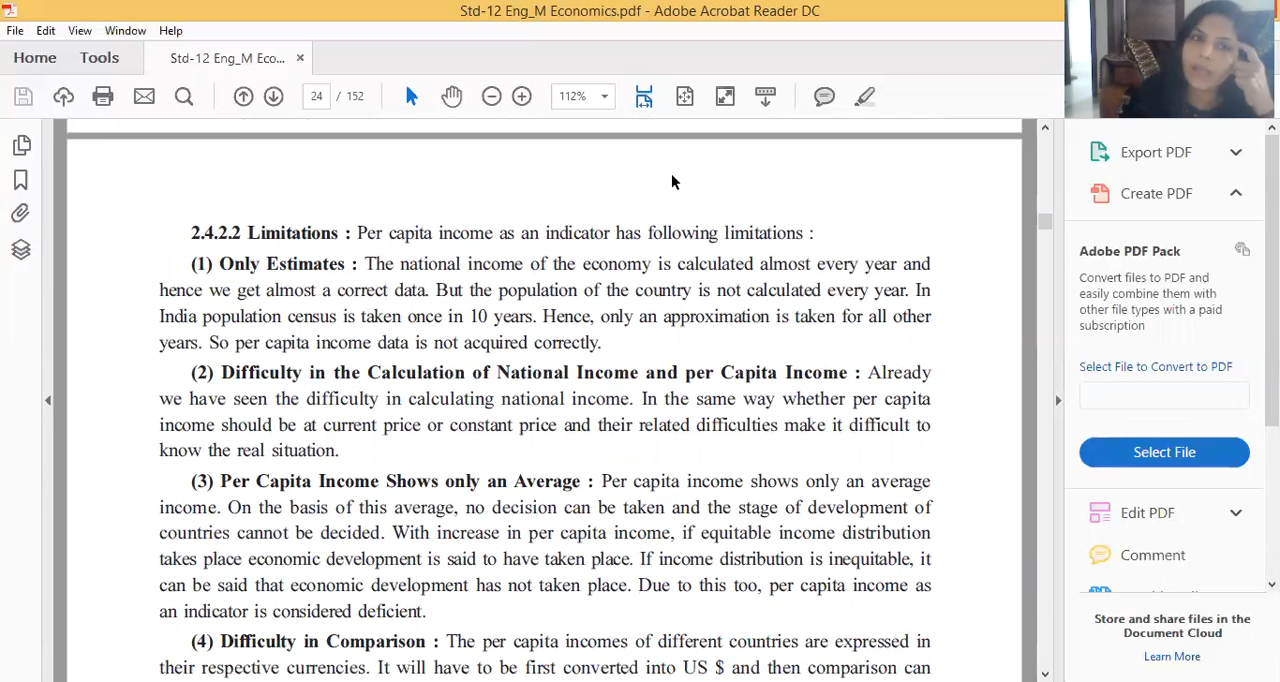 Std-12 Eng_M Economics.pdf - Adobe Acrobat Reader DC
File Edit View Window Help
Home Tools Std-12 Eng_M Eco... ×
24 / 152 112%
Export PDF
Create PDF
Adobe PDF Pack
Convert files to PDF and
easily combine them with
other file types with a paid
subscription
Select File to Convert to PDF
Select File
Edit PDF
Comment
Store and share files in the
Document Cloud
Learn More
2.4.2.2 Limitations : Per capita income as an indicator has following limitations :
(1) Only Estimates : The national income of the economy is calculated almost every year and
hence we get almost a correct data. But the population of the country is not calculated every year. In
India population census is taken once in 10 years. Hence, only an approximation is taken for all other
years. So per capita income data is not acquired correctly.
(2) Difficulty in the Calculation of National Income and per Capita Income : Already
we have seen the difficulty in calculating national income. In the same way whether per capita
income should be at current price or constant price and their related difficulties make it difficult to
know the real situation.
(3) Per Capita Income Shows only an Average : Per capita income shows only an average
income. On the basis of this average, no decision can be taken and the stage of development of
countries cannot be decided. With increase in per capita income, if equitable income distribution
takes place economic development is said to have taken place. If income distribution is inequitable, it
can be said that economic development has not taken place. Due to this too, per capita income as
an indicator is considered deficient.
(4) Difficulty in Comparison : The per capita incomes of different countries are expressed in
their respective currencies. It will have to be first converted into US $ and then comparison can